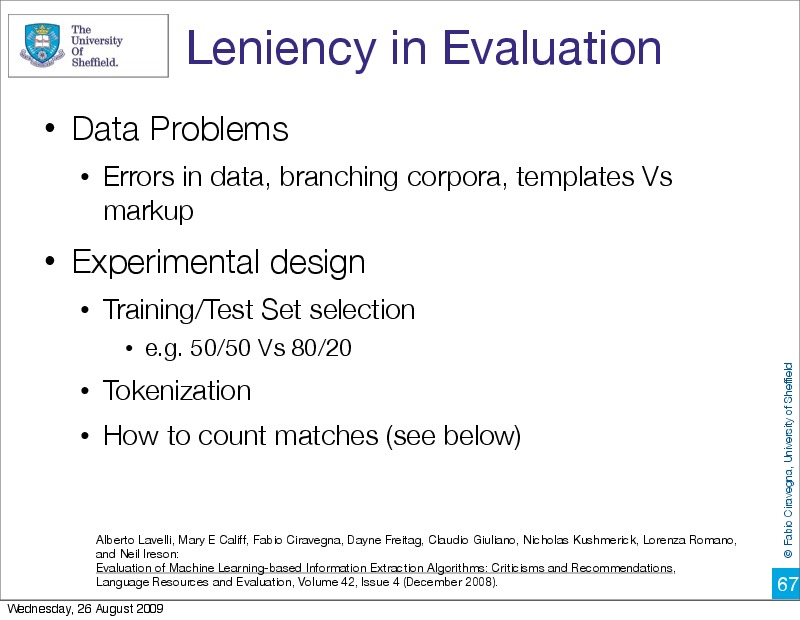 The
University
Of
Sheffield.
Leniency in Evaluation
• Data Problems
• Errors in data, branching corpora, templates Vs
markup
• Experimental design
• Training/Test Set selection
• e.g. 50/50 Vs 80/20
• Tokenization
• How to count matches (see below)
Alberto Lavelli, Mary E Califf, Fabio Ciravegna, Dayne Freitag, Claudio Giuliano, Nicholas Kushmerick, Lorenza Romano,
and Neil Ireson:
Evaluation of Machine Learning-based Information Extraction Algorithms: Criticisms and Recommendations,
Language Resources and Evaluation, Volume 42, Issue 4 (December 2008).
© Fabio Ciravegna, University of Sheffield
67
Wednesday, 26 August 2009